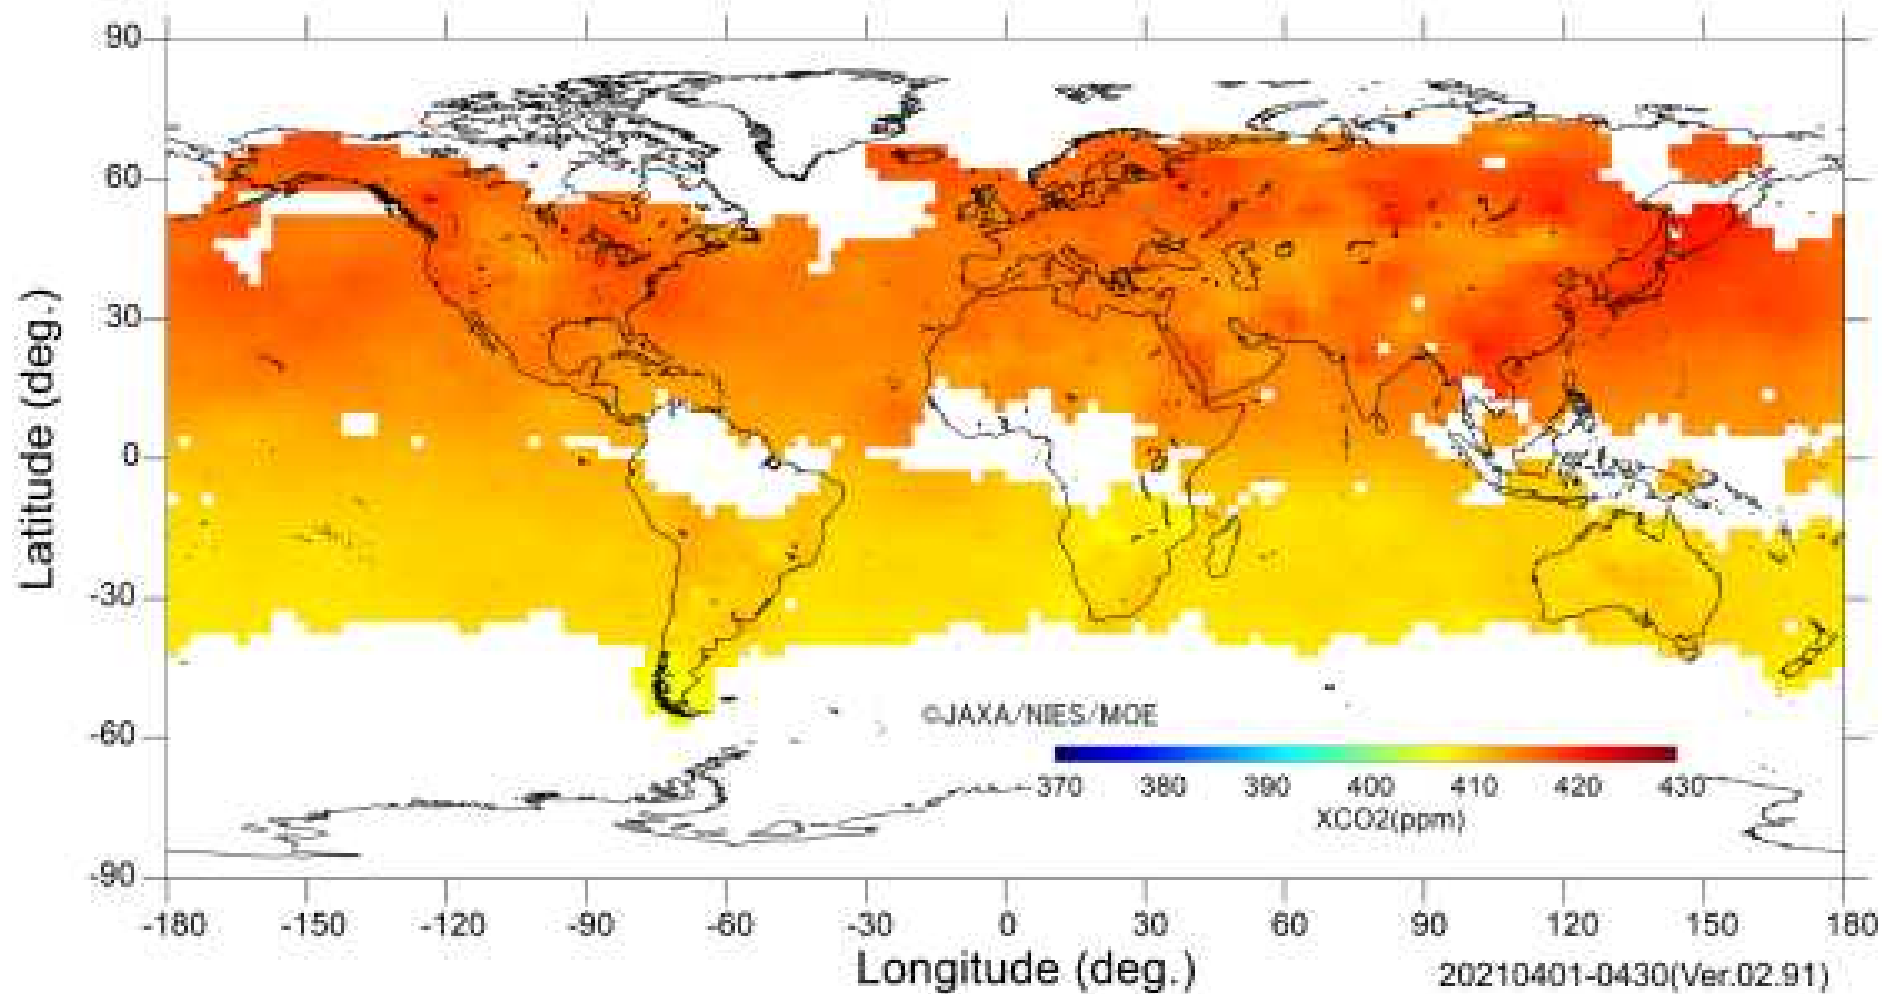 90
60
30
0
-30
-60
-90
Latitude (deg.)
©JAXA/NIES/MOE
370 380 390 400 410 420 430
XCO2(ppm)
-180 -150 -120 -90 -60 -30 0 30 60 90 120 150 180
Longitude (deg.)
20210401-0430(Ver.02.91)